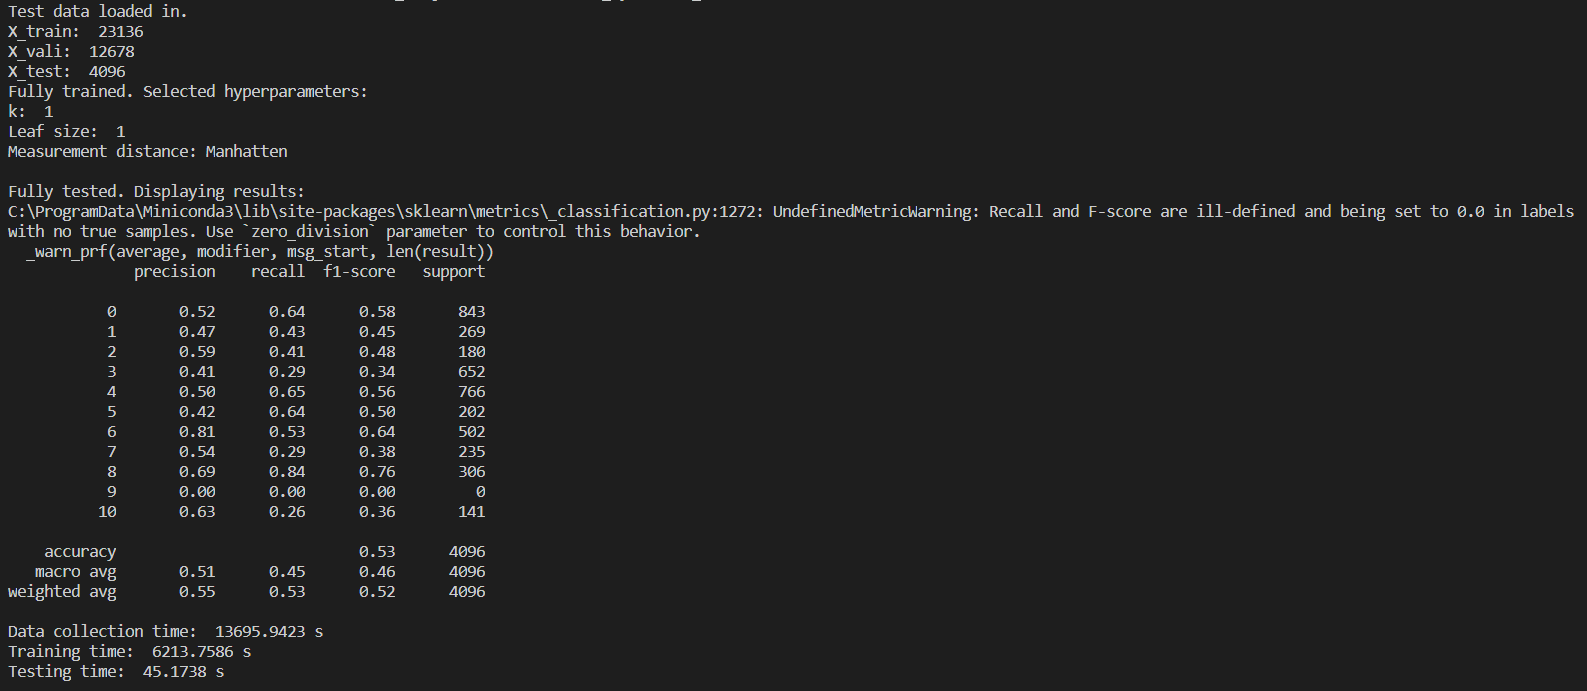 Test data loaded in.
X_train:  23136
X_vali:  12678
X_test:  4096
Fully trained. Selected hyperparameters:
k:  1
Leaf size:  1
Measurement distance: Manhatten

Fully tested. Displaying results:
C:\ProgramData\Miniconda3\lib\site-packages\sklearn\metrics\_classification.py:1272: UndefinedMetricWarning: Recall and F-score are ill-defined and being set to 0.0 in labels
with no true samples. Use `zero_division` parameter to control this behavior.
  _warn_prf(average, modifier, msg_start, len(result))
              precision    recall  f1-score   support

           0       0.52      0.64      0.58       843
           1       0.47      0.43      0.45       269
           2       0.59      0.41      0.48       180
           3       0.41      0.29      0.34       652
           4       0.50      0.65      0.56       766
           5       0.42      0.64      0.50       202
           6       0.81      0.53      0.64       502
           7       0.54      0.29      0.38       235
           8       0.69      0.84      0.76       306
           9       0.00      0.00      0.00         0
          10       0.63      0.26      0.36       141

    accuracy                           0.53      4096
   macro avg       0.51      0.45      0.46      4096
weighted avg       0.55      0.53      0.52      4096

Data collection time:  13695.9423 s
Training time:  6213.7586 s
Testing time:  45.1738 s